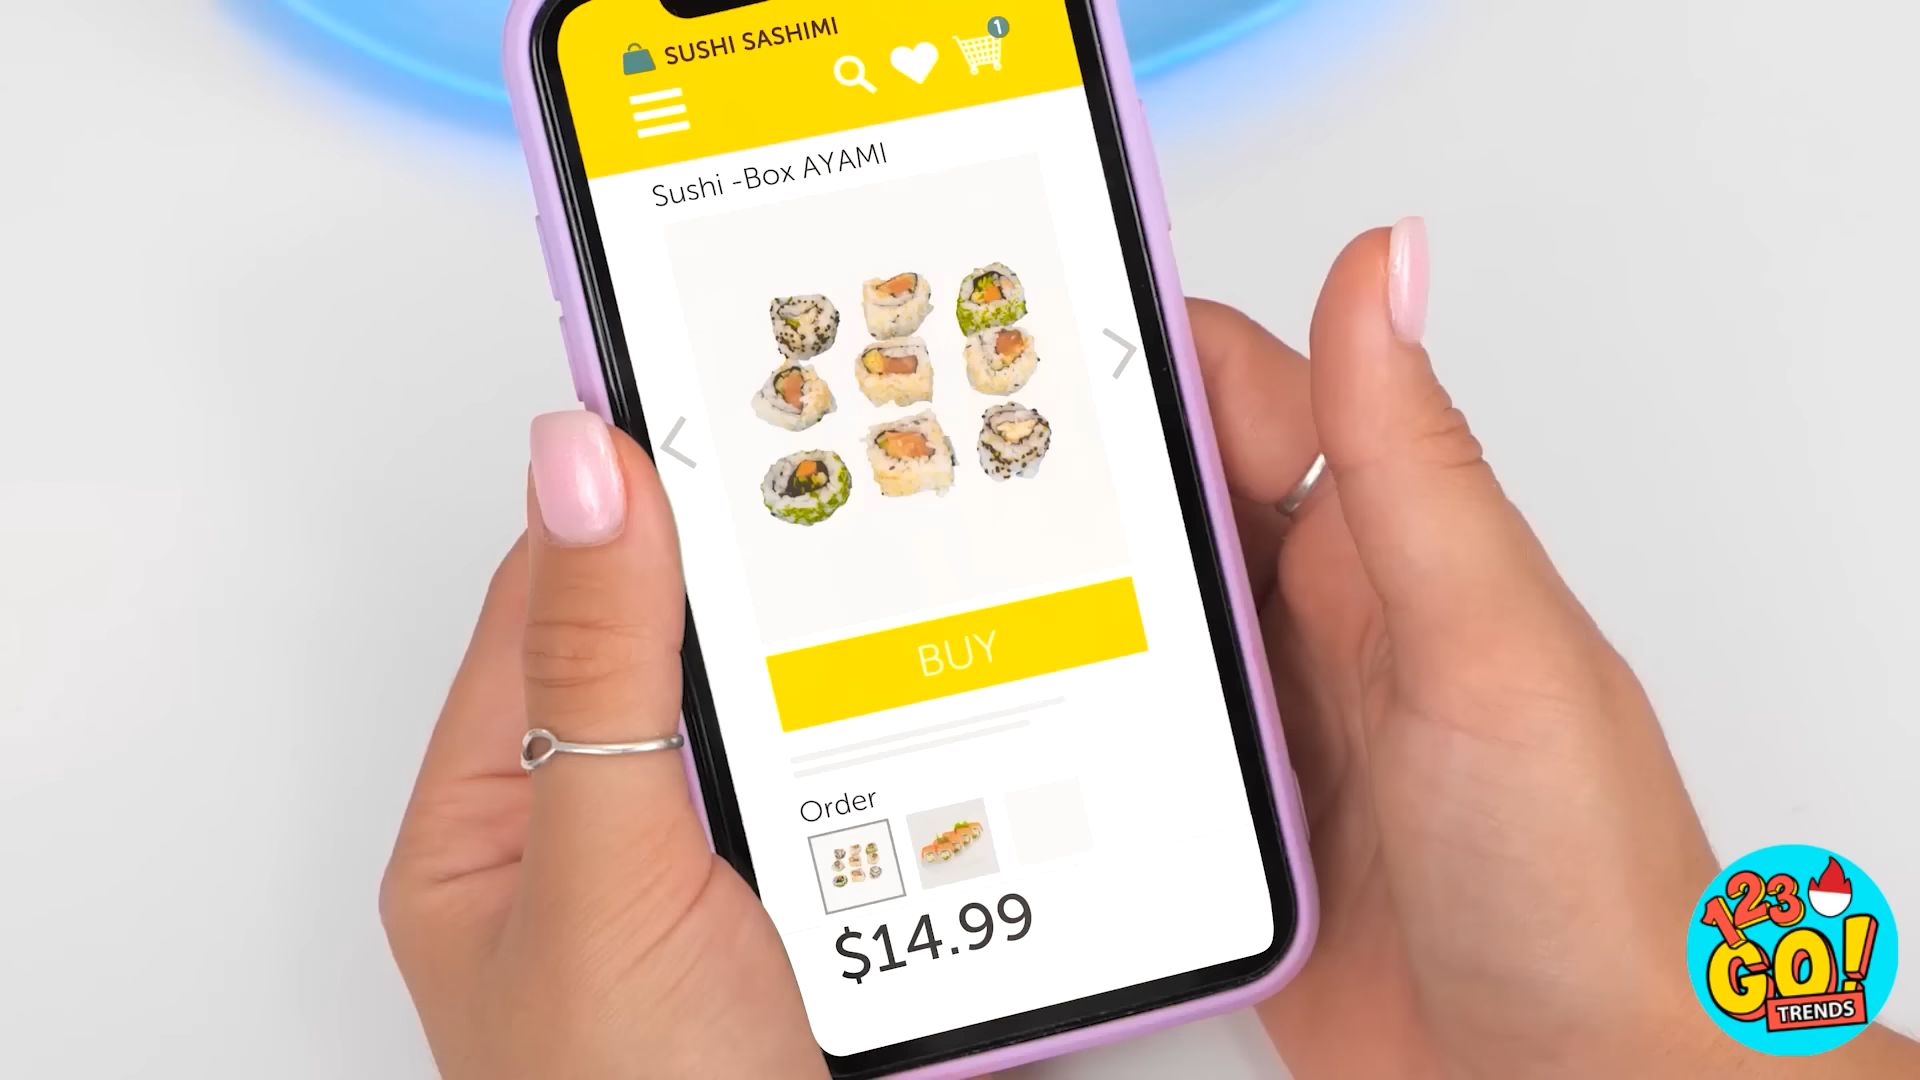 SUSHI SASHIMI
1
Sushi -Box AYAMI
BUY
Order
$14.99
123
GO!
TRENDS